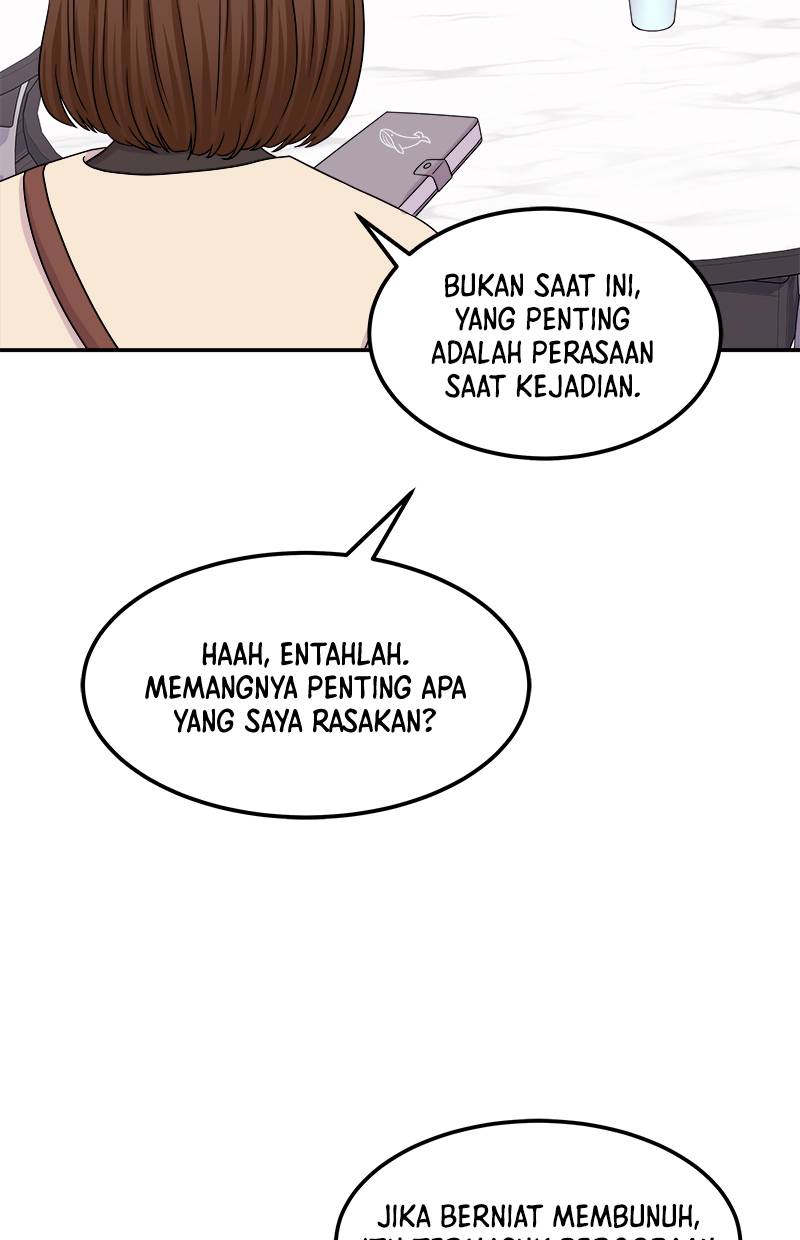 BUKAN SAAT INI,
YANG PENTING
ADALAH PERASAAN
SAAT KEJADIAN.
HAAH, ENTAHLAH.
MEMANGNYA PENTING APA
YANG SAYA RASAKAN?
JIKA BERNIAT MEMBUNUH,